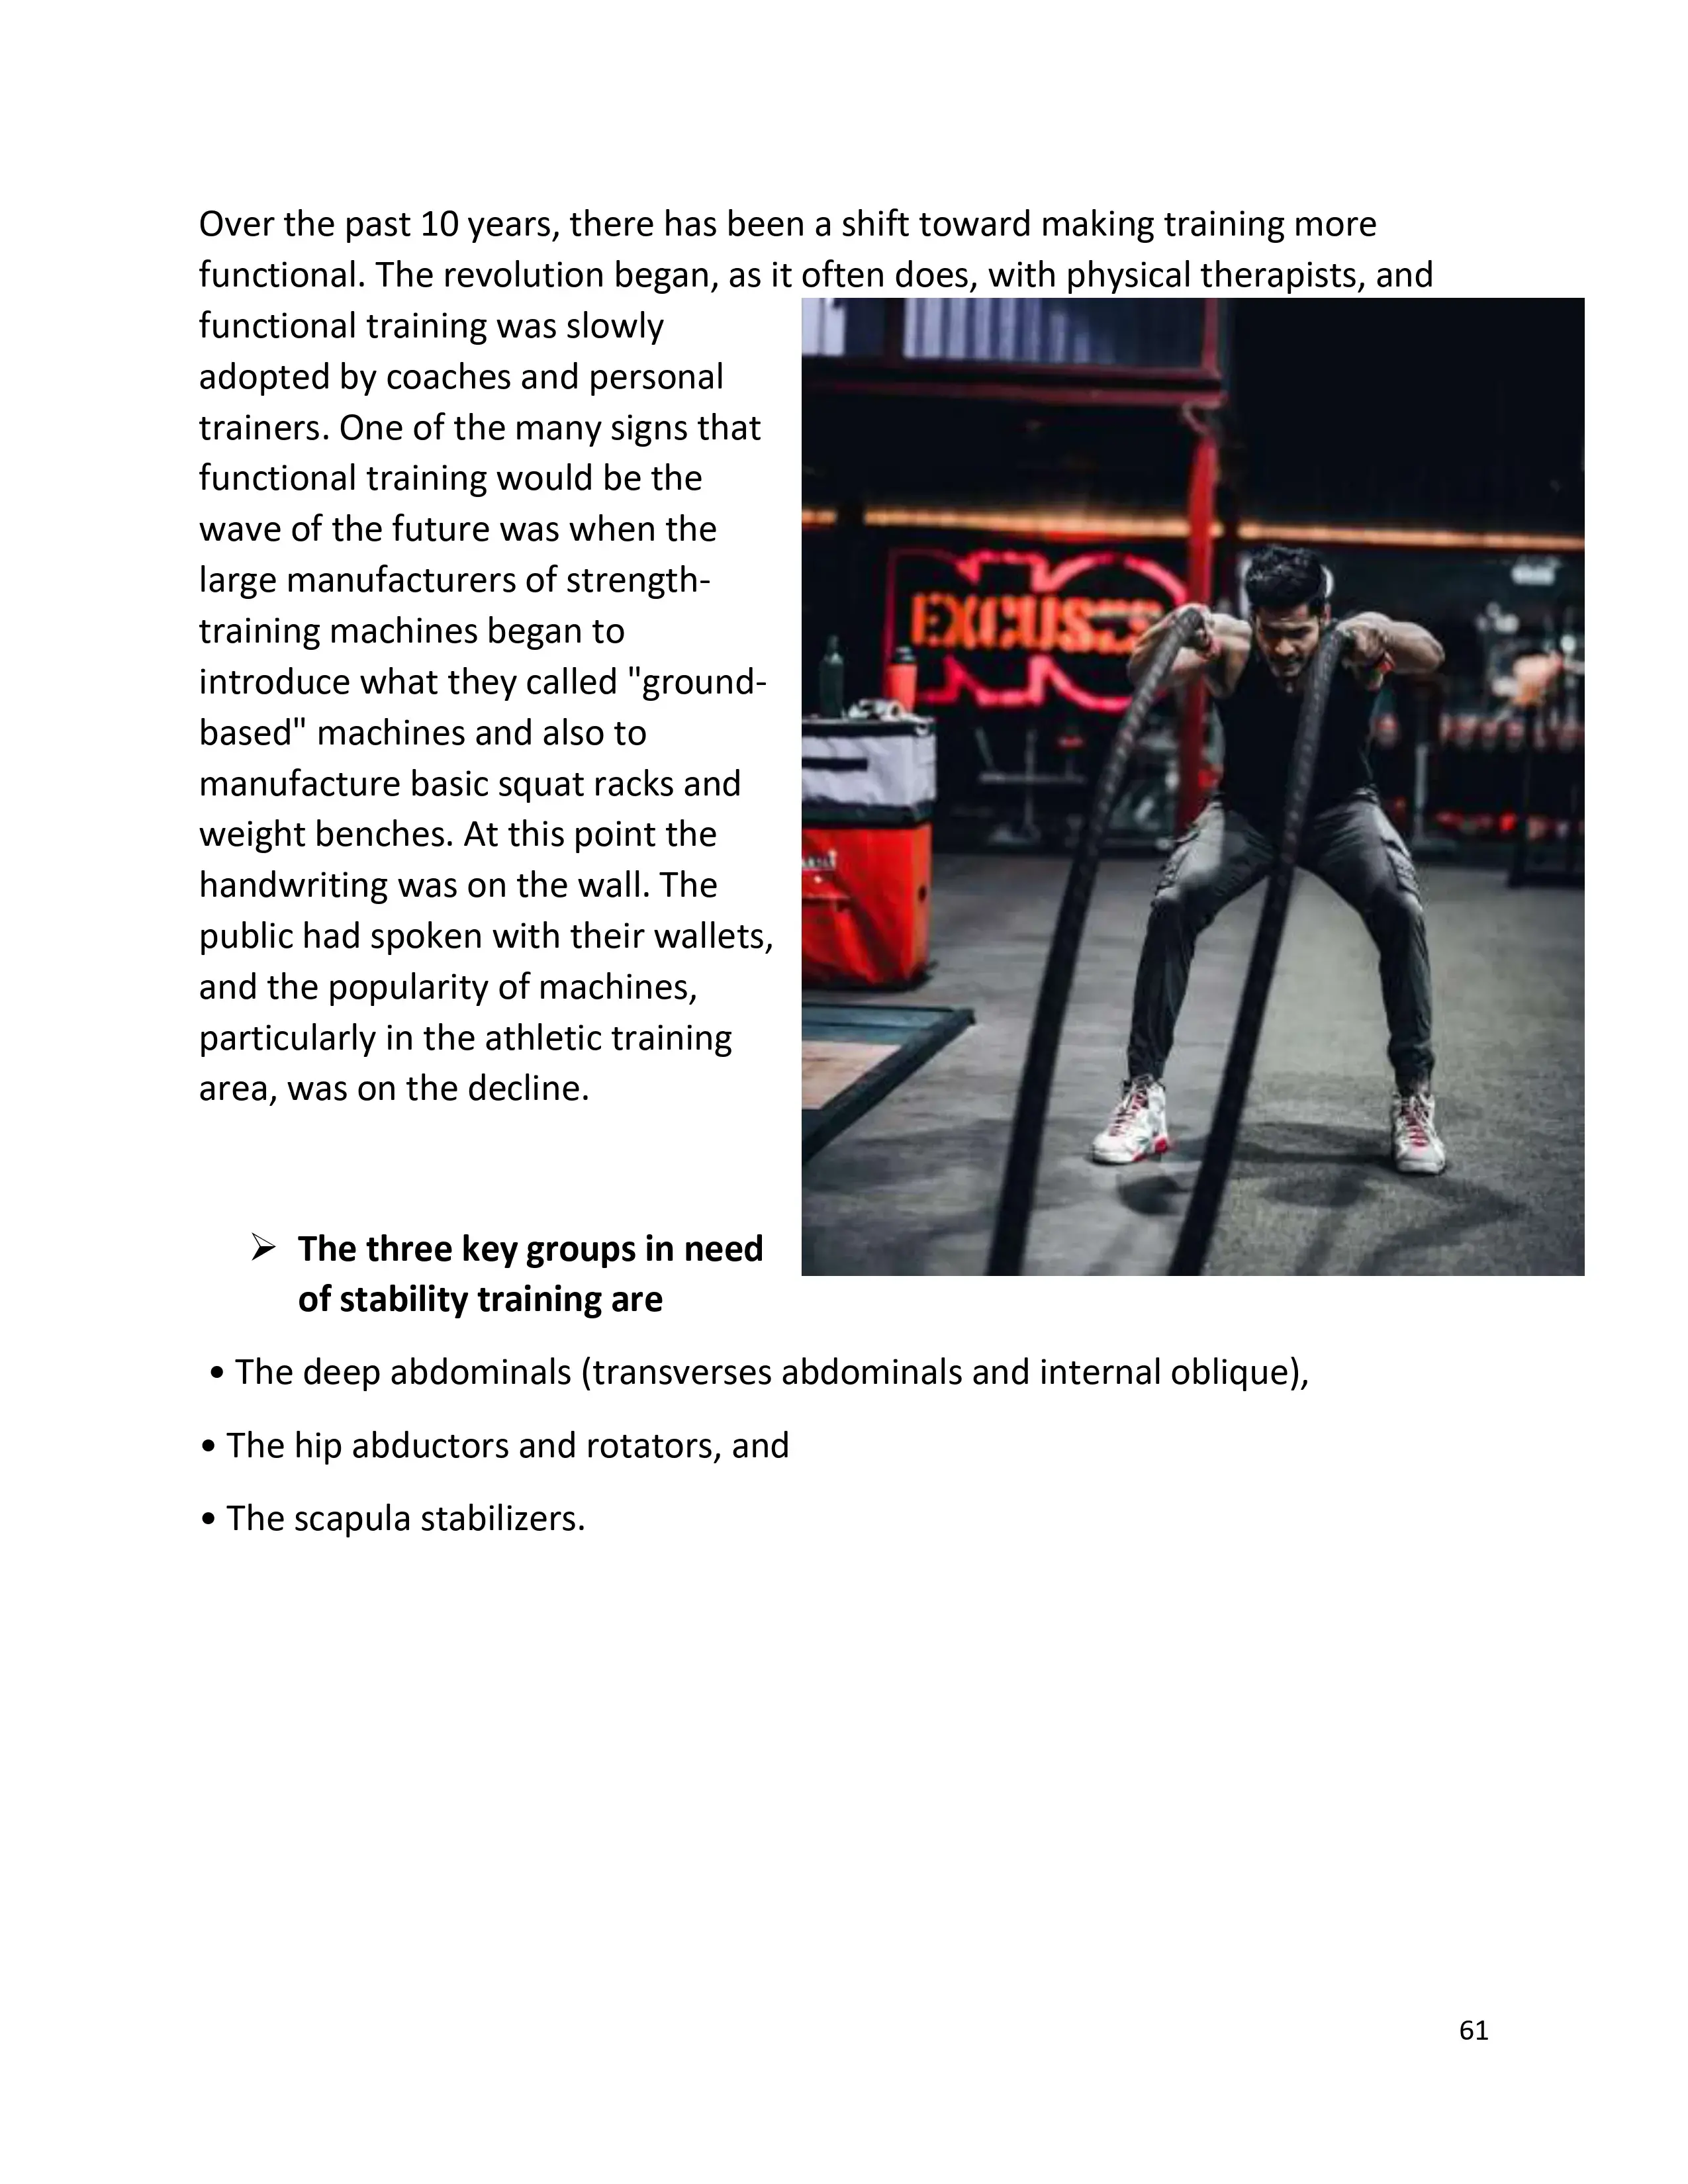 Over the past 10 years, there has been a shift toward making training more
functional. The revolution began, as it often does, with physical therapists, and
functional training was slowly
adopted by coaches and personal
trainers. One of the many signs that
functional training would be the
wave of the future was when the
large manufacturers of strength-
training machines began to
introduce what they called "ground-
based" machines and also to
manufacture basic squat racks and
weight benches. At this point the
handwriting was on the wall. The
public had spoken with their wallets,
and the popularity of machines,
particularly in the athletic training
area, was on the decline.
NO
EXCUSES
➢ The three key groups in need
of stability training are
• The deep abdominals (transverses abdominals and internal oblique),
• The hip abductors and rotators, and
• The scapula stabilizers.
61